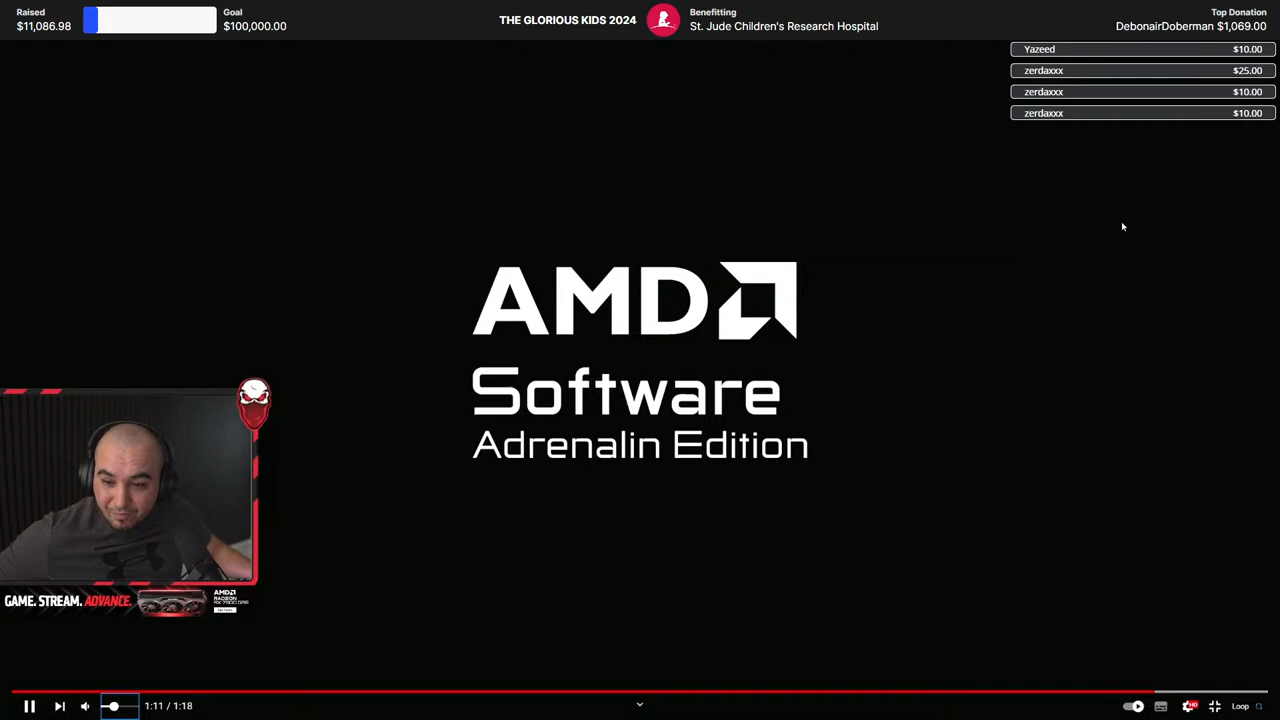 Raised
$11,086.98
Goal
$100,000.00
THE GLORIOUS KIDS 2024
Benefitting
St. Jude Children's Research Hospital
Top Donation
DebonairDoberman $1,069.00
Yazeed $10.00
zerdaxxx $25.00
zerdaxxx $10.00
zerdaxxx $10.00
AMD
Software
Adrenalin Edition
GAME. STREAM. ADVANCE.
AMD
RADEON
1:11 / 1:18
HD
Loop